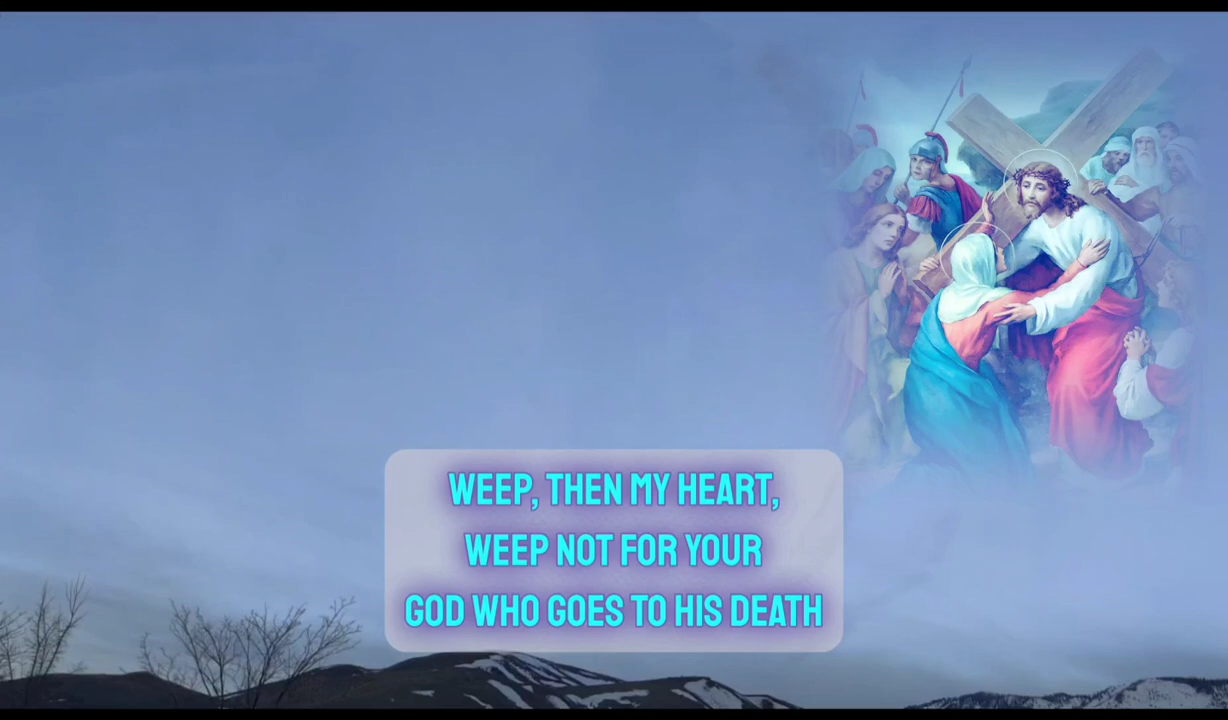 WEEP, THEN MY HEART,
WEEP NOT FOR YOUR
GOD WHO GOES TO HIS DEATH